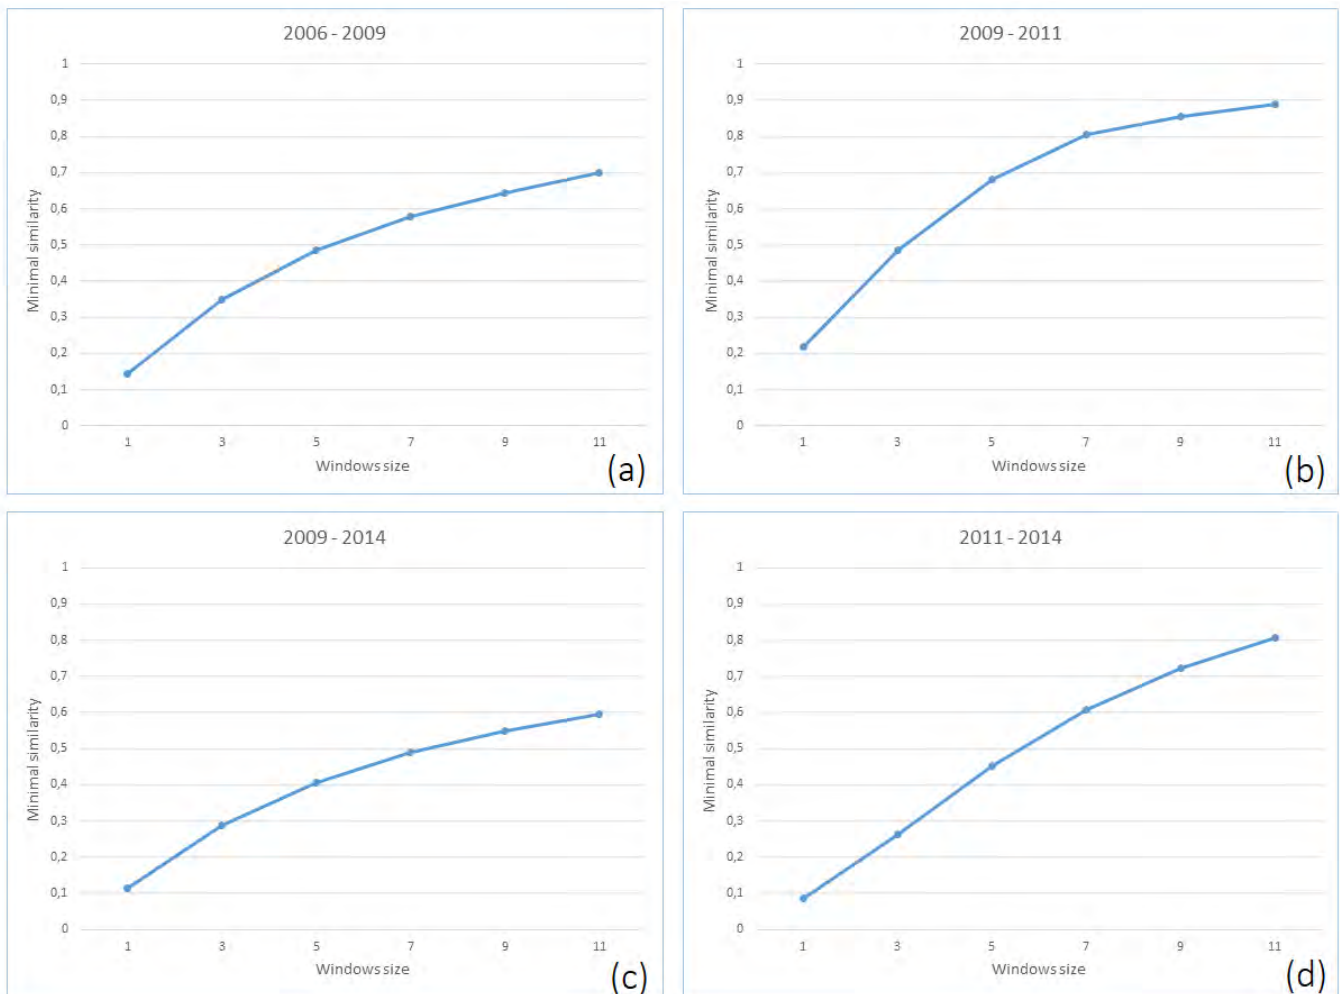 2006 - 2009
1
0,9
0,8
0,7
0,6
0,5
0,4
0,3
0,2
0,1
0
Minimal similarity
1 3 5 7 9 11
Windows size
(a)
2009 - 2011
1
0,9
0,8
0,7
0,6
0,5
0,4
0,3
0,2
0,1
0
Minimal similarity
1 3 5 7 9 11
Windows size
(b)
2009 - 2014
1
0,9
0,8
0,7
0,6
0,5
0,4
0,3
0,2
0,1
0
Minimal similarity
1 3 5 7 9 11
Windows size
(c)
2011 - 2014
1
0,9
0,8
0,7
0,6
0,5
0,4
0,3
0,2
0,1
0
Minimal similarity
1 3 5 7 9 11
Windows size
(d)